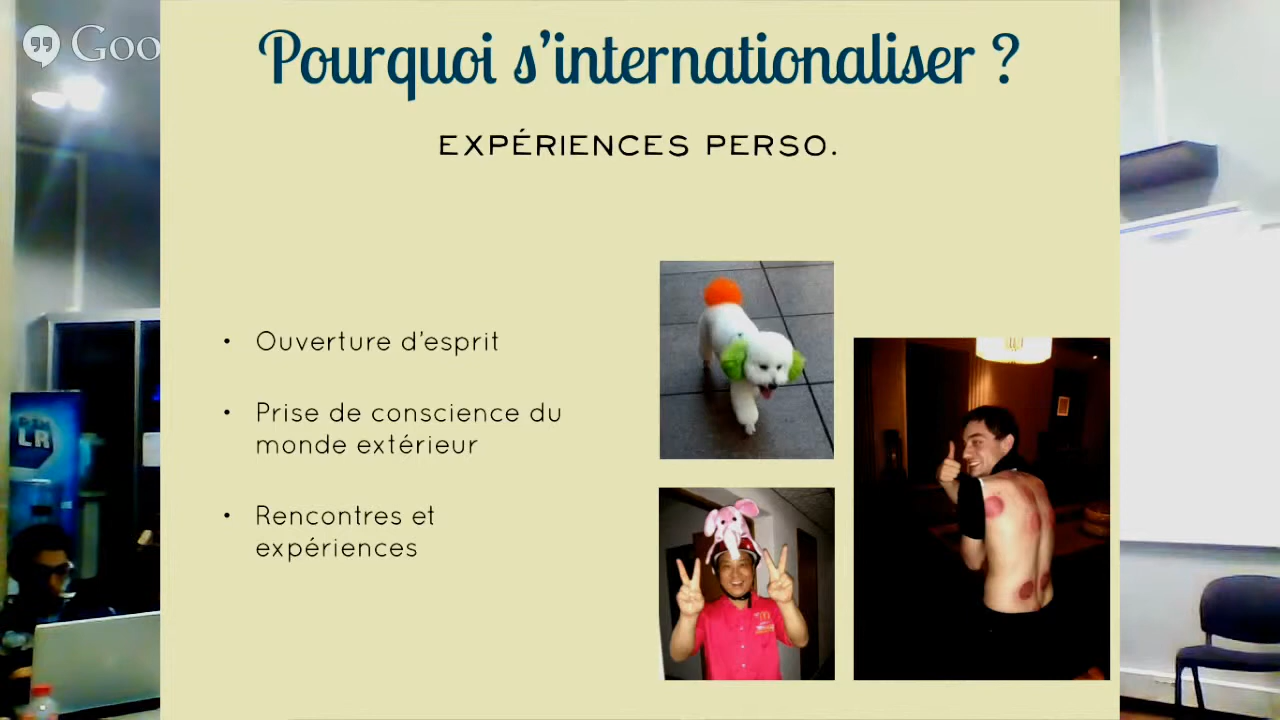 Goo
Pourquoi s'internationaliser ?
EXPÉRIENCES PERSO.
• Ouverture d'esprit
• Prise de conscience du
monde extérieur
• Rencontres et
expériences
LR